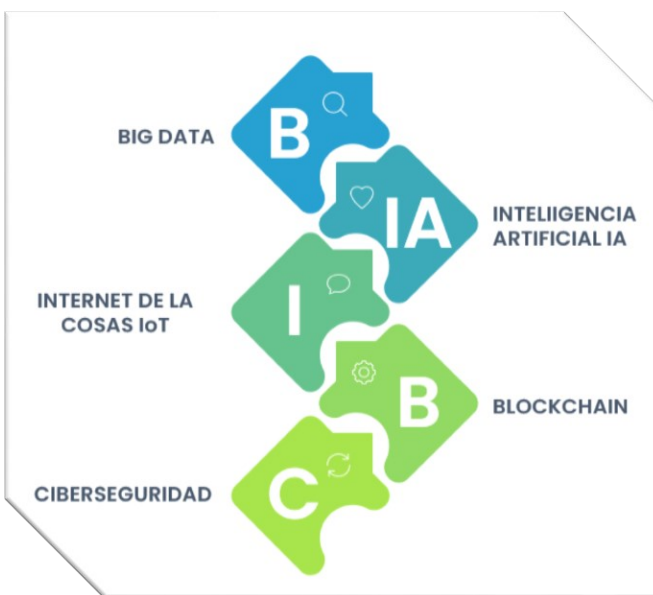 B
BIG DATA
IA
INTELIIGENCIA
ARTIFICIAL IA
I
INTERNET DE LA
COSAS IoT
B
BLOCKCHAIN
C
CIBERSEGURIDAD